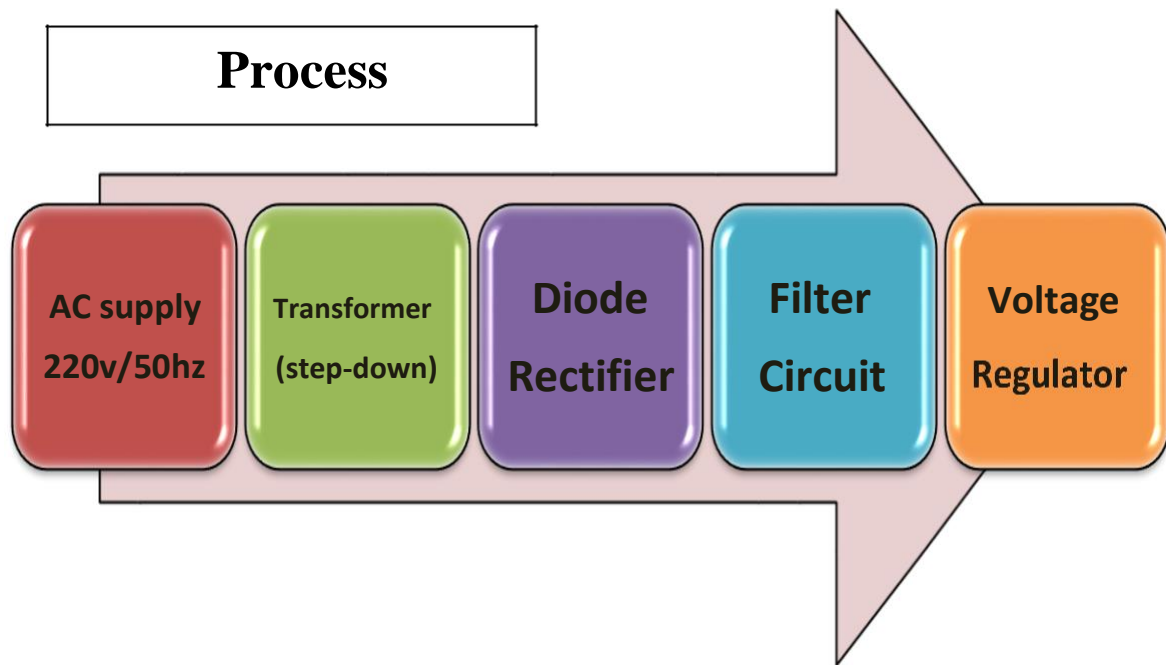 Process
AC supply
220v/50hz
Transformer
(step-down)
Diode
Rectifier
Filter
Circuit
Voltage
Regulator